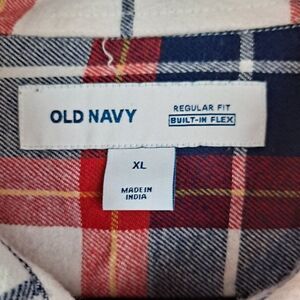 OLD NAVY
REGULAR FIT
BUILT-IN FLEX
XL
MADE IN
INDIA